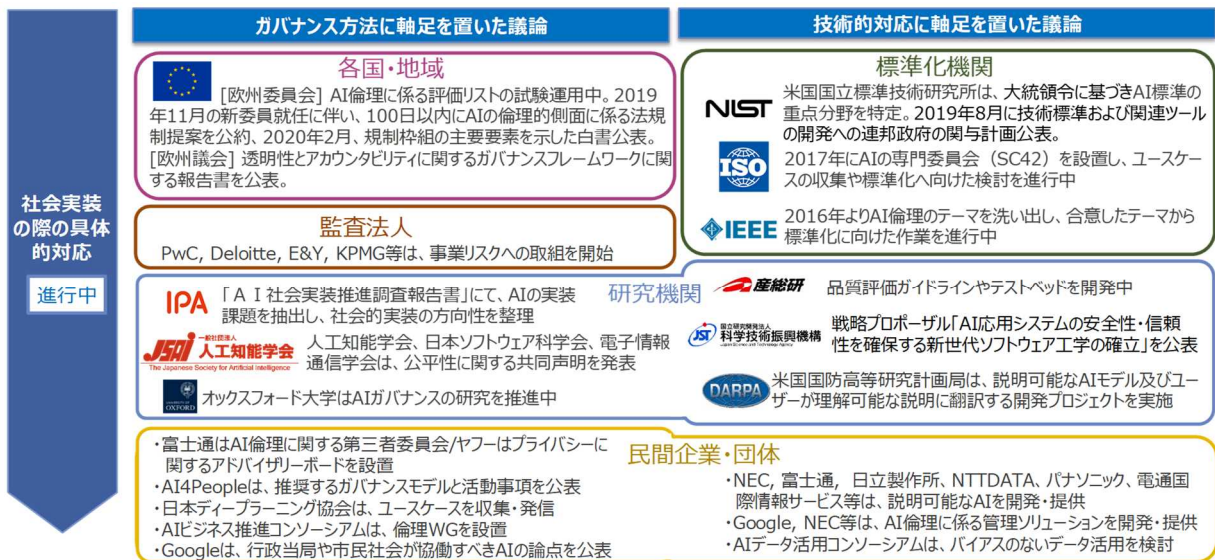 ガバナンス方法に軸足を置いた議論
技術的対応に軸足を置いた議論
社会実装
の際の具体
的対応
進行中
各国・地域
[欧州委員会] AI倫理に係る評価リストの試験運用中。2019
年11月の新委員就任に伴い、100日以内にAIの倫理的側面に係る法規
制提案を公約、2020年2月、規制枠組の主要要素を示した白書公表。
[欧州議会] 透明性とアカウンタビリティに関するガバナンスフレームワークに関
する報告書を公表。
監査法人
PwC, Deloitte, E&Y, KPMG等は、事業リスクへの取組を開始
標準化機関
NIST
米国国立標準技術研究所は、大統領令に基づきAI標準の
重点分野を特定。2019年8月に技術標準および関連ツール
の開発への連邦政府の関与計画公表。
ISO
2017年にAIの専門委員会（SC42）を設置し、ユースケー
スの収集や標準化へ向けた検討を進行中
IEEE
2016年よりAI倫理のテーマを洗い出し、合意したテーマから
標準化に向けた作業を進行中
研究機関
IPA
「ＡＩ社会実装推進調査報告書」にて、AIの実装
課題を抽出し、社会的実装の方向性を整理
JSAI
一般社団法人
人工知能学会
The Japanese Society for Artificial Intelligence
人工知能学会、日本ソフトウェア科学会、電子情報
通信学会は、公平性に関する共同声明を発表
UNIVERSITY OF
OXFORD
オックスフォード大学はAIガバナンスの研究を推進中
産総研
品質評価ガイドラインやテストベッドを開発中
JST
国立研究開発法人
科学技術振興機構
Japan Science and Technology Agency
戦略プロポーザル「AI応用システムの安全性・信頼
性を確保する新世代ソフトウェア工学の確立」を公表
DARPA
米国国防高等研究計画局は、説明可能なAIモデル及びユー
ザーが理解可能な説明に翻訳する開発プロジェクトを実施
民間企業・団体
・富士通はAI倫理に関する第三者委員会/ヤフーはプライバシーに
関するアドバイザリーボードを設置
・AI4Peopleは、推奨するガバナンスモデルと活動事項を公表
・日本ディープラーニング協会は、ユースケースを収集・発信
・AIビジネス推進コンソーシアムは、倫理WGを設置
・Googleは、行政当局や市民社会が協働すべきAIの論点を公表
・NEC, 富士通, 日立製作所、NTTDATA、パナソニック、電通国
際情報サービス等は、説明可能なAIを開発・提供
・Google, NEC等は、AI倫理に係る管理ソリューションを開発・提供
・AIデータ活用コンソーシアムは、バイアスのないデータ活用を検討